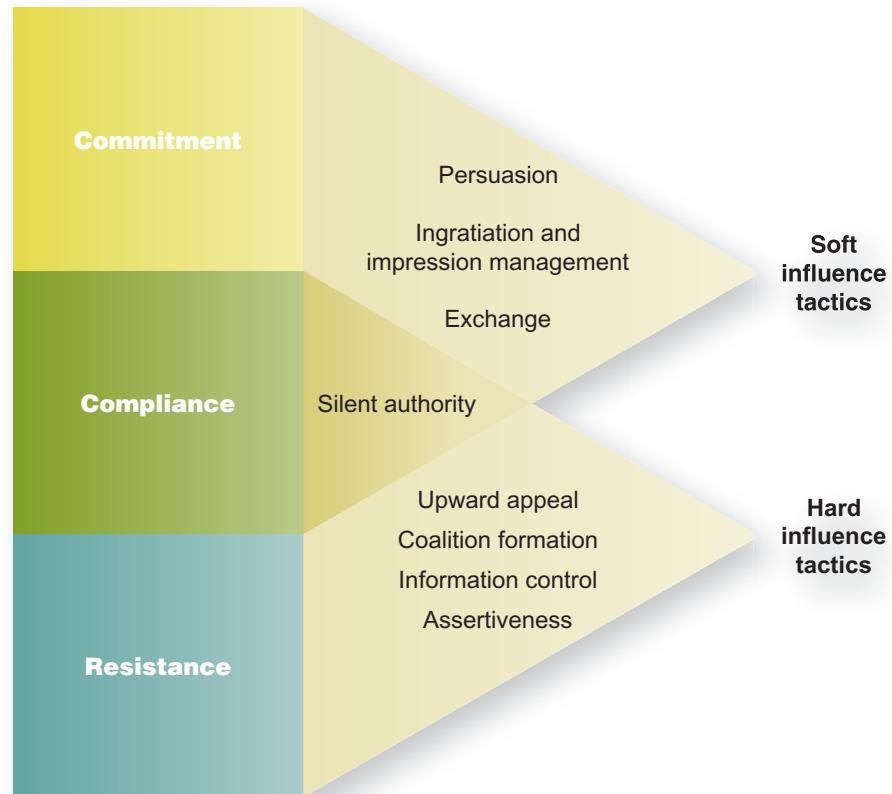 Commitment
Persuasion
Ingratiation and
impression management
Soft
influence
tactics
Exchange
Compliance
Silent authority
Upward appeal
Coalition formation
Information control
Assertiveness
Hard
influence
tactics
Resistance